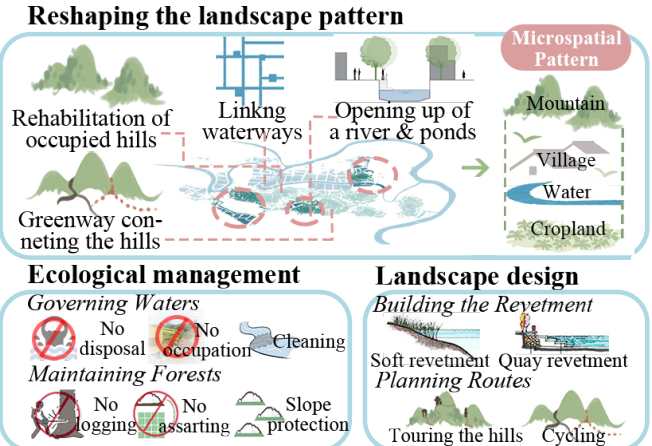 Reshaping the landscape pattern
Microspatial
Pattern
Rehabilitation of
occupied hills
Linkng
waterways
Opening up of
a river & ponds
Greenway con-
neting the hills
Mountain
Village
Water
Cropland
Ecological management
Governing Waters
No
disposal
No
occupation
Cleaning
Maintaining Forests
No
logging
No
assarting
Slope
protection
Landscape design
Building the Revetment
Soft revetment
Quay revetment
Planning Routes
Touring the hills
Cycling